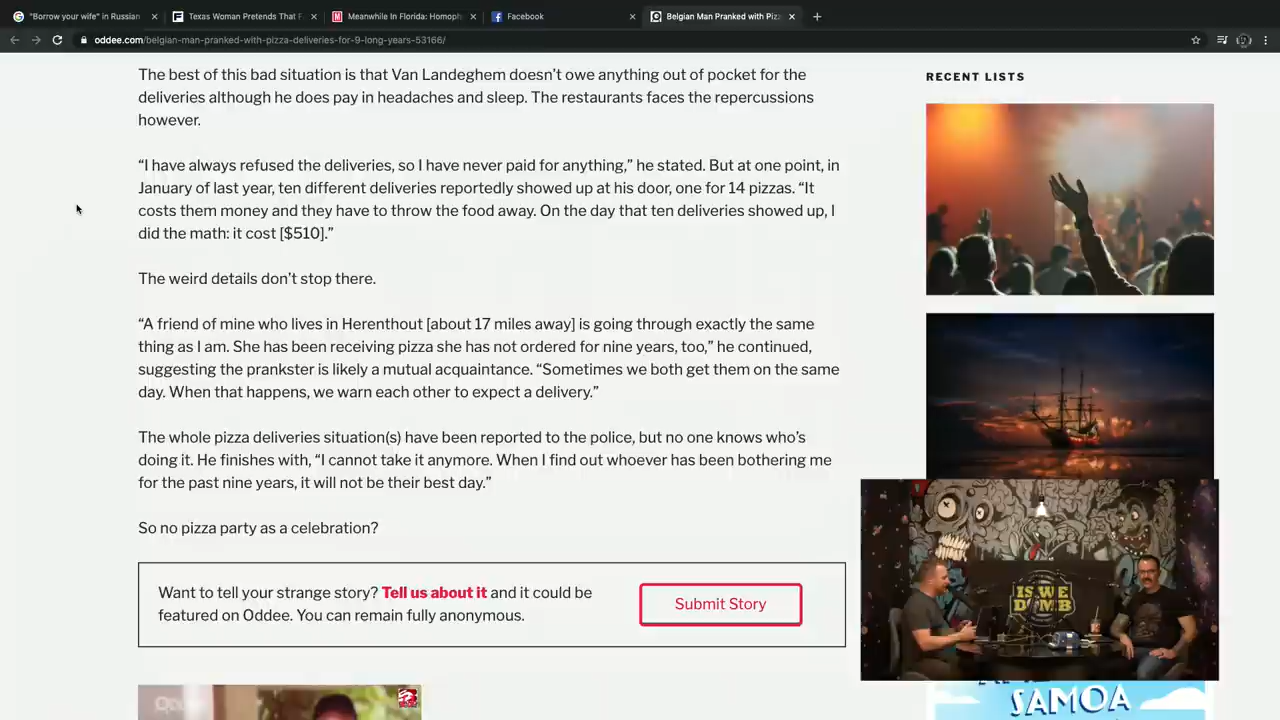 "Borrow your wife" in Russian
Texas Woman Pretends That F
Meanwhile In Florida: Homoph
Facebook
Belgian Man Pranked with Pizz
oddee.com/belgian-man-pranked-with-pizza-deliveries-for-9-long-years-53166/
The best of this bad situation is that Van Landeghem doesn’t owe anything out of pocket for the
deliveries although he does pay in headaches and sleep. The restaurants faces the repercussions
however.
“I have always refused the deliveries, so I have never paid for anything,” he stated. But at one point, in
January of last year, ten different deliveries reportedly showed up at his door, one for 14 pizzas. “It
costs them money and they have to throw the food away. On the day that ten deliveries showed up, I
did the math: it cost [$510].”
The weird details don’t stop there.
“A friend of mine who lives in Herenthout [about 17 miles away] is going through exactly the same
thing as I am. She has been receiving pizza she has not ordered for nine years, too,” he continued,
suggesting the prankster is likely a mutual acquaintance. “Sometimes we both get them on the same
day. When that happens, we warn each other to expect a delivery.”
The whole pizza deliveries situation(s) have been reported to the police, but no one knows who’s
doing it. He finishes with, “I cannot take it anymore. When I find out whoever has been bothering me
for the past nine years, it will not be their best day.”
So no pizza party as a celebration?
Want to tell your strange story? Tell us about it and it could be
featured on Oddee. You can remain fully anonymous.
Submit Story
RECENT LISTS
IS WE
DUMB
SAMOA